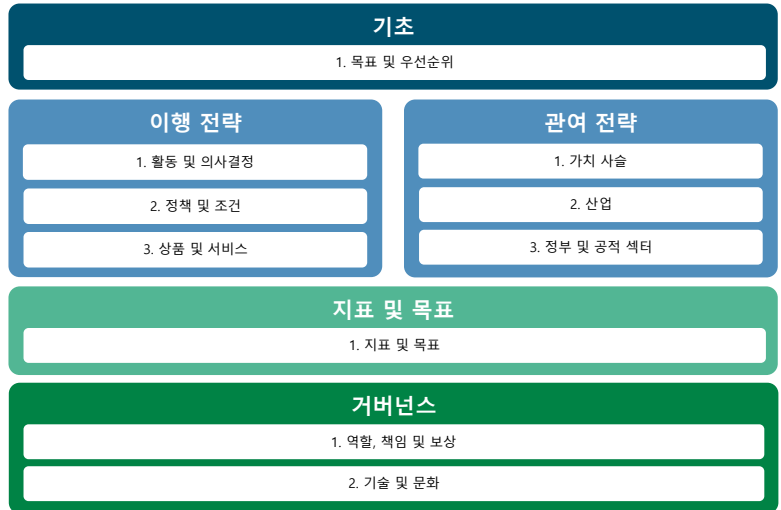 기초
1. 목표 및 우선순위
이행 전략
1. 활동 및 의사결정
2. 정책 및 조건
3. 상품 및 서비스
관여 전략
1. 가치 사슬
2. 산업
3. 정부 및 공적 섹터
지표 및 목표
1. 지표 및 목표
거버넌스
1. 역할, 책임 및 보상
2. 기술 및 문화